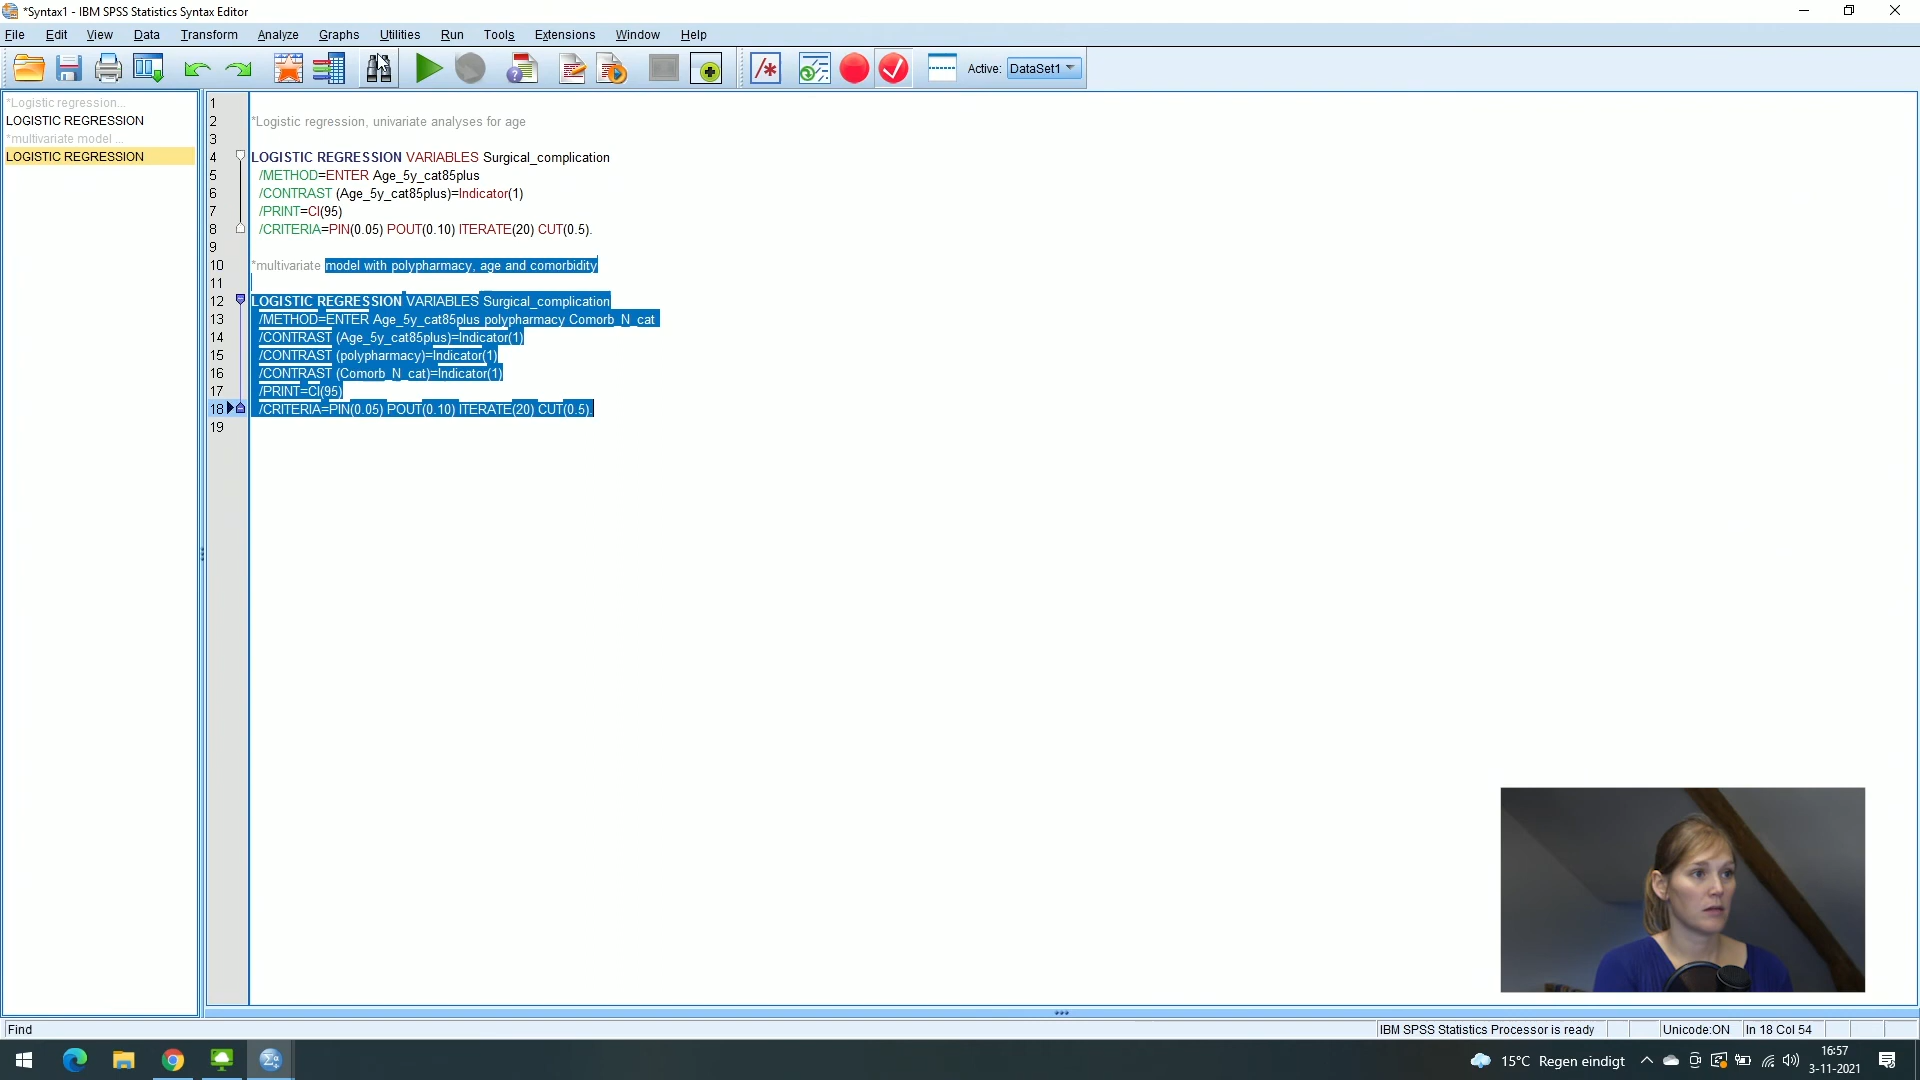 *Syntax1 - IBM SPSS Statistics Syntax Editor
File Edit View Data Transform Analyze Graphs Utilities Run Tools Extensions Window Help
Active: DataSet1
*Logistic regression...
LOGISTIC REGRESSION
*multivariate model ...
LOGISTIC REGRESSION
1
2 *Logistic regression, univariate analyses for age
3
4 LOGISTIC REGRESSION VARIABLES Surgical_complication
5 /METHOD=ENTER Age_5y_cat85plus
6 /CONTRAST (Age_5y_cat85plus)=Indicator(1)
7 /PRINT=CI(95)
8 /CRITERIA=PIN(0.05) POUT(0.10) ITERATE(20) CUT(0.5).
9
10 *multivariate model with polypharmacy, age and comorbidity
11
12 LOGISTIC REGRESSION VARIABLES Surgical_complication
13 /METHOD=ENTER Age_5y_cat85plus polypharmacy Comorb_N_cat
14 /CONTRAST (Age_5y_cat85plus)=Indicator(1)
15 /CONTRAST (polypharmacy)=Indicator(1)
16 /CONTRAST (Comorb_N_cat)=Indicator(1)
17 /PRINT=CI(95)
18 /CRITERIA=PIN(0.05) POUT(0.10) ITERATE(20) CUT(0.5).
19
Find
IBM SPSS Statistics Processor is ready
Unicode:ON
In 18 Col 54
15°C Regen eindigt
16:57
3-11-2021